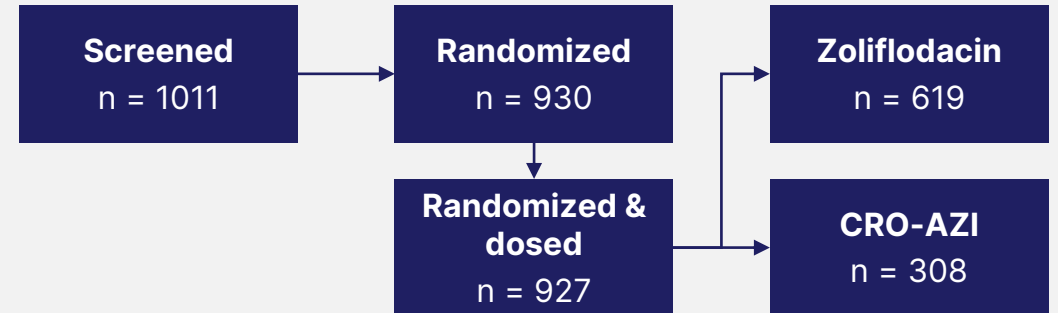 Screened
n = 1011
Randomized
n = 930
Zoliflodacin
n = 619
Randomized &
dosed
n = 927
CRO-AZI
n = 308